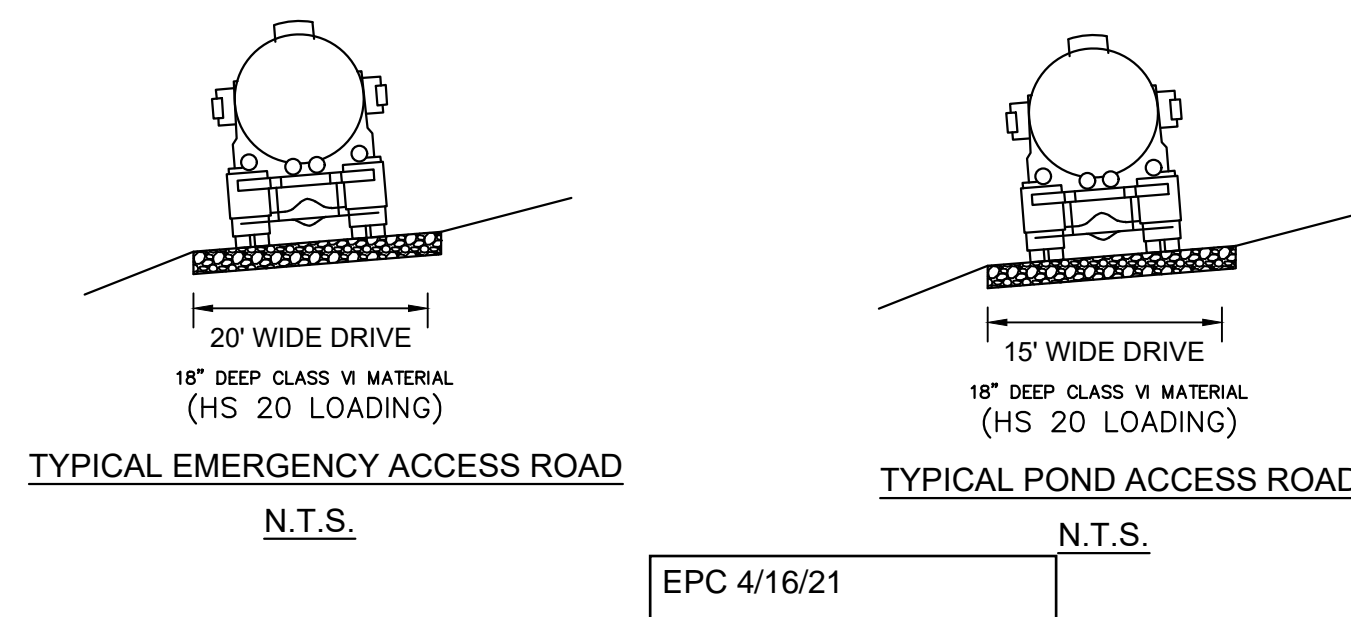 20' WIDE DRIVE
18" DEEP CLASS VI MATERIAL
(HS 20 LOADING)
TYPICAL EMERGENCY ACCESS ROAD
N.T.S.
15' WIDE DRIVE
18" DEEP CLASS VI MATERIAL
(HS 20 LOADING)
TYPICAL POND ACCESS ROAD
N.T.S.
EPC 4/16/21